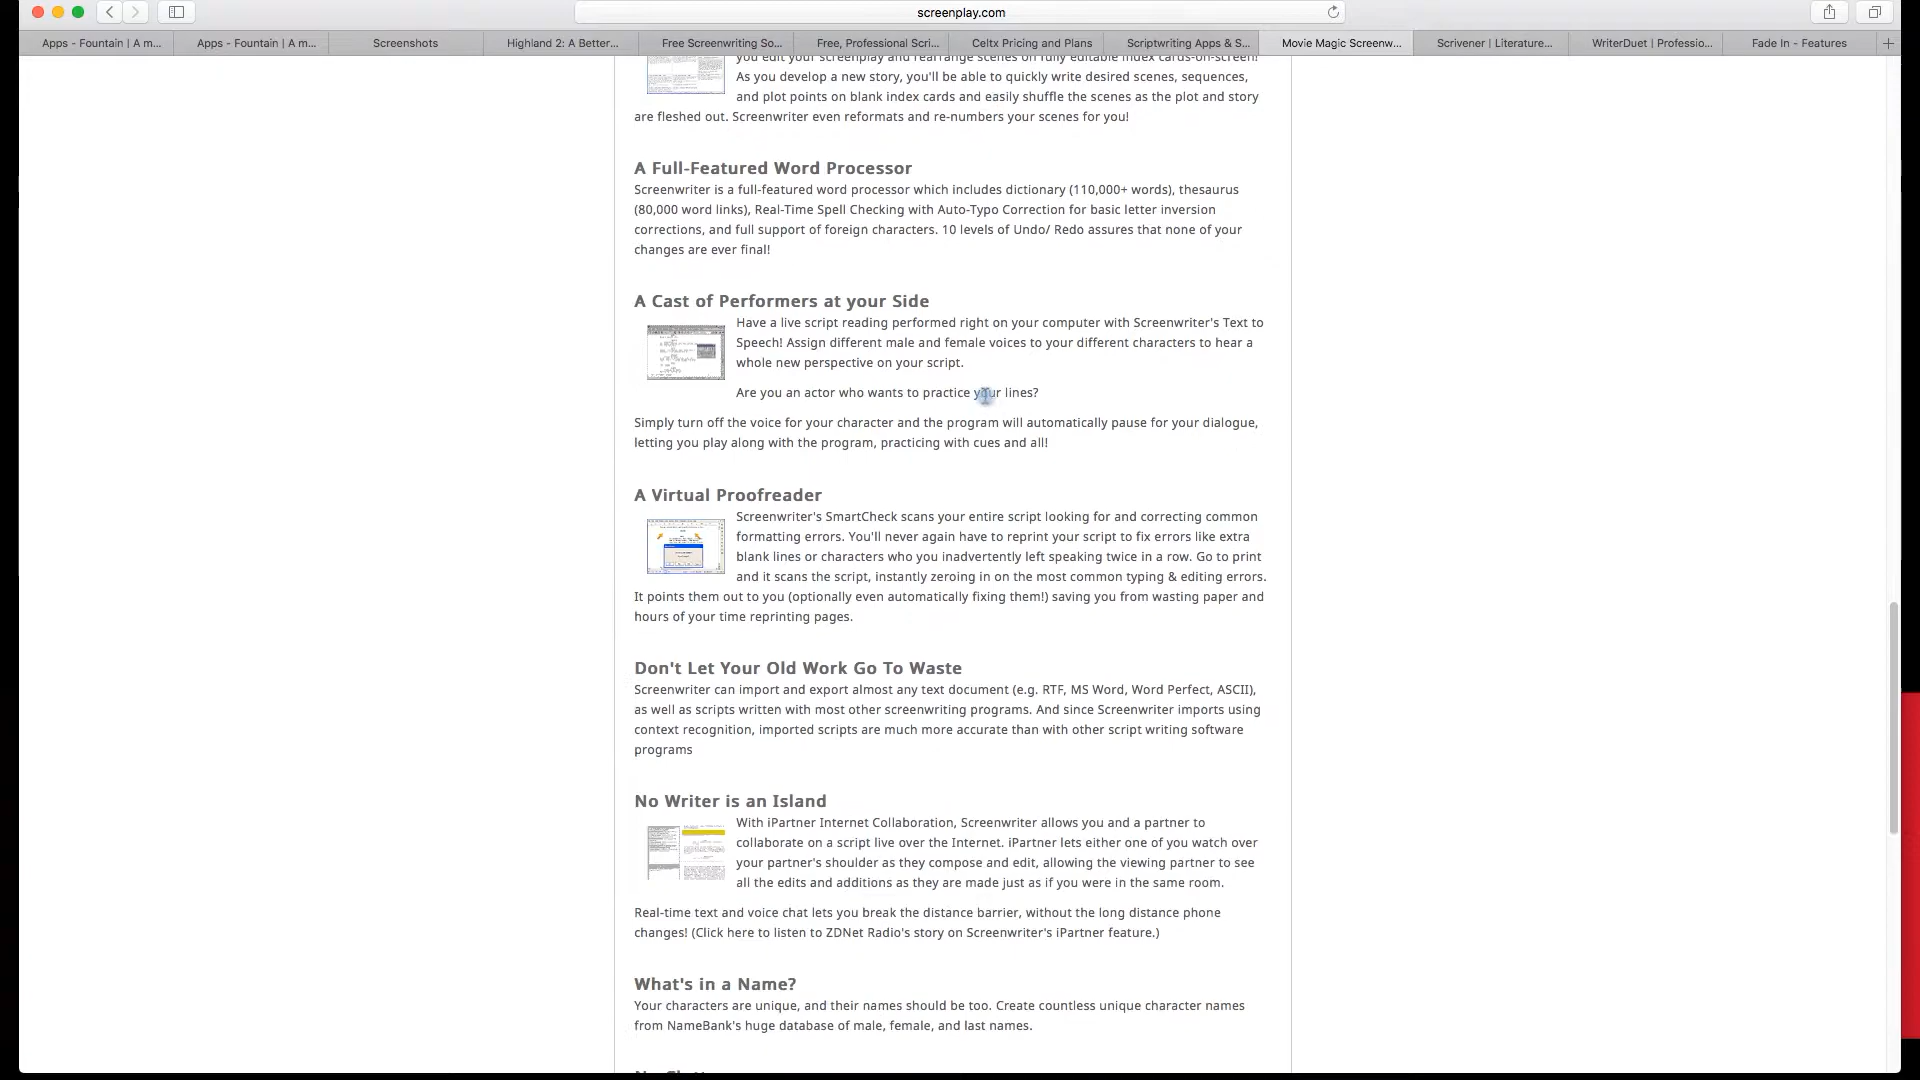 screenplay.com
Apps - Fountain | A m...
Apps - Fountain | A m...
Screenshots
Highland 2: A Better...
Free Screenwriting So...
Free, Professional Scri...
Celtx Pricing and Plans
Scriptwriting Apps & S...
Movie Magic Screenw...
Scrivener | Literature...
WriterDuet | Professio...
Fade In - Features
you edit your screenplay and rearrange scenes on fully editable index cards-on-screen!
As you develop a new story, you'll be able to quickly write desired scenes, sequences,
and plot points on blank index cards and easily shuffle the scenes as the plot and story
are fleshed out. Screenwriter even reformats and re-numbers your scenes for you!
A Full-Featured Word Processor
Screenwriter is a full-featured word processor which includes dictionary (110,000+ words), thesaurus
(80,000 word links), Real-Time Spell Checking with Auto-Typo Correction for basic letter inversion
corrections, and full support of foreign characters. 10 levels of Undo/ Redo assures that none of your
changes are ever final!
A Cast of Performers at your Side
Have a live script reading performed right on your computer with Screenwriter's Text to
Speech! Assign different male and female voices to your different characters to hear a
whole new perspective on your script.
Are you an actor who wants to practice your lines?
Simply turn off the voice for your character and the program will automatically pause for your dialogue,
letting you play along with the program, practicing with cues and all!
A Virtual Proofreader
Screenwriter's SmartCheck scans your entire script looking for and correcting common
formatting errors. You'll never again have to reprint your script to fix errors like extra
blank lines or characters who you inadvertently left speaking twice in a row. Go to print
and it scans the script, instantly zeroing in on the most common typing & editing errors.
It points them out to you (optionally even automatically fixing them!) saving you from wasting paper and
hours of your time reprinting pages.
Don't Let Your Old Work Go To Waste
Screenwriter can import and export almost any text document (e.g. RTF, MS Word, Word Perfect, ASCII),
as well as scripts written with most other screenwriting programs. And since Screenwriter imports using
context recognition, imported scripts are much more accurate than with other script writing software
programs
No Writer is an Island
With iPartner Internet Collaboration, Screenwriter allows you and a partner to
collaborate on a script live over the Internet. iPartner lets either one of you watch over
your partner's shoulder as they compose and edit, allowing the viewing partner to see
all the edits and additions as they are made just as if you were in the same room.
Real-time text and voice chat lets you break the distance barrier, without the long distance phone
changes! (Click here to listen to ZDNet Radio's story on Screenwriter's iPartner feature.)
What's in a Name?
Your characters are unique, and their names should be too. Create countless unique character names
from NameBank's huge database of male, female, and last names.